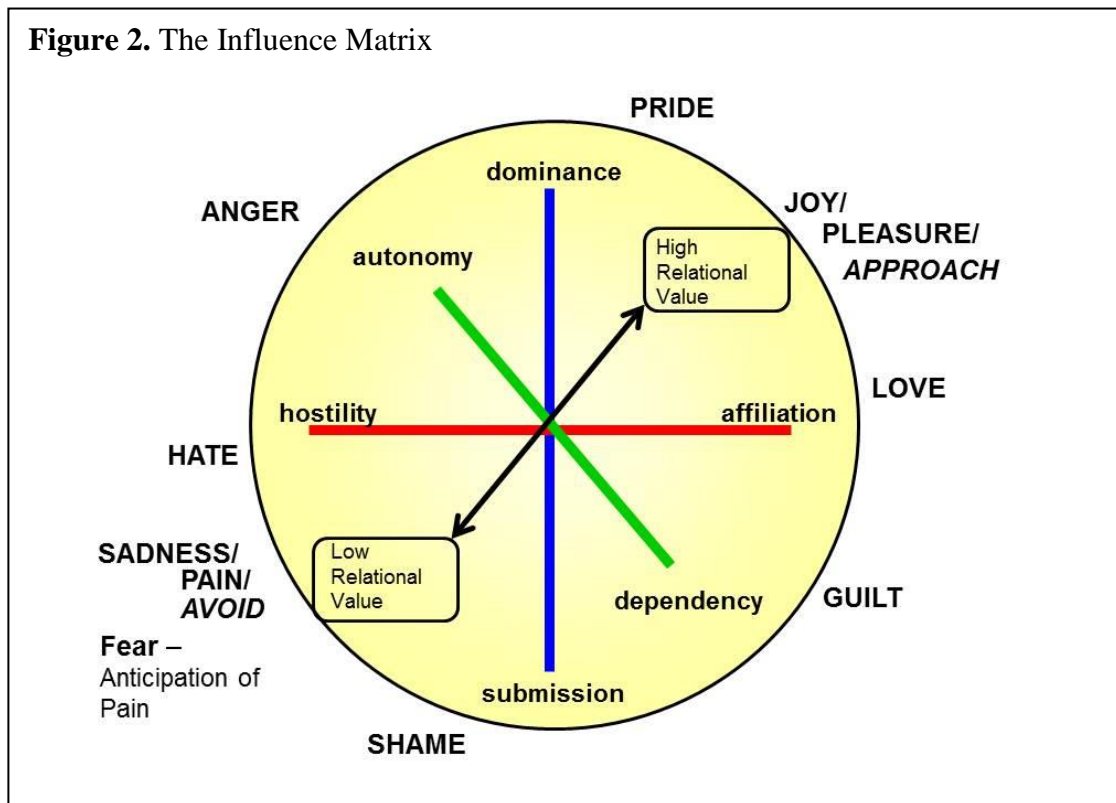 Figure 2. The Influence Matrix
PRIDE
dominance
ANGER
JOY/
PLEASURE/
APPROACH
autonomy
High
Relational
Value
hostility
affiliation
LOVE
HATE
SADNESS/
PAIN/
AVOID
Low
Relational
Value
dependency
GUILT
Fear –
Anticipation of
Pain
submission
SHAME